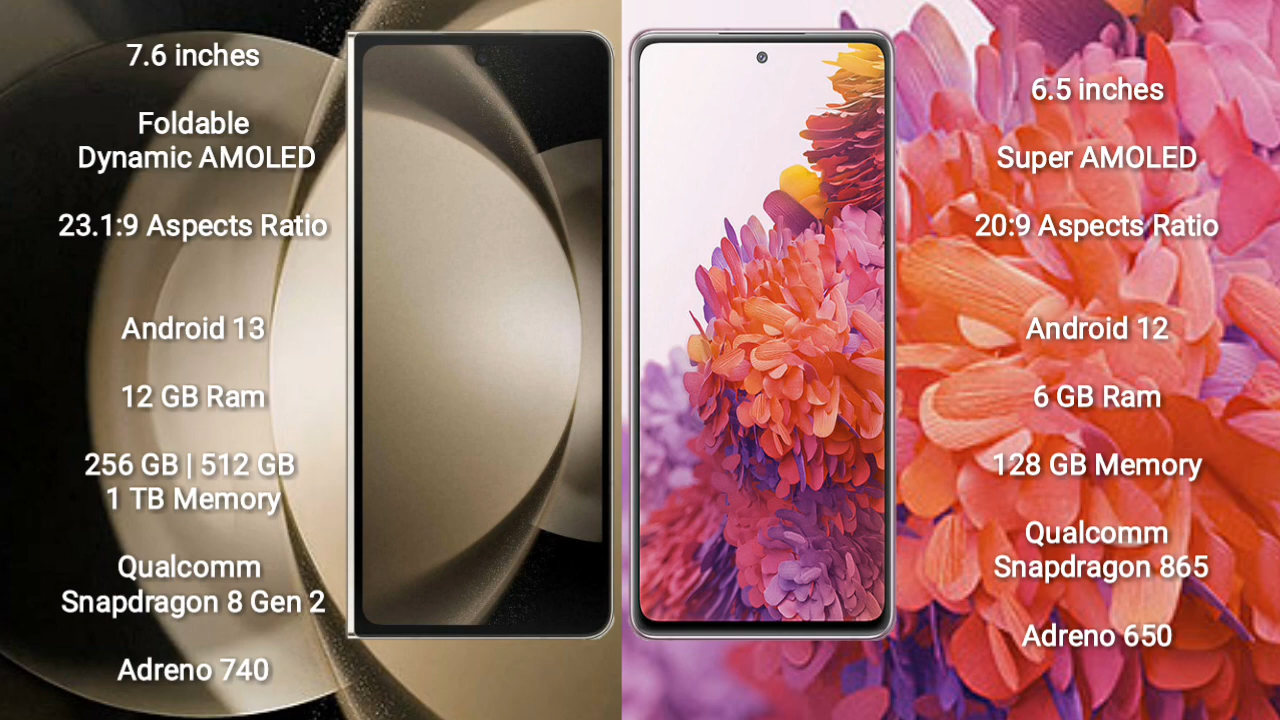 7.6 inches
Foldable
Dynamic AMOLED
23.1:9 Aspects Ratio
Android 13
12 GB Ram
256 GB | 512 GB
1 TB Memory
Qualcomm
Snapdragon 8 Gen 2
Adreno 740
6.5 inches
Super AMOLED
20:9 Aspects Ratio
Android 12
6 GB Ram
128 GB Memory
Qualcomm
Snapdragon 865
Adreno 650